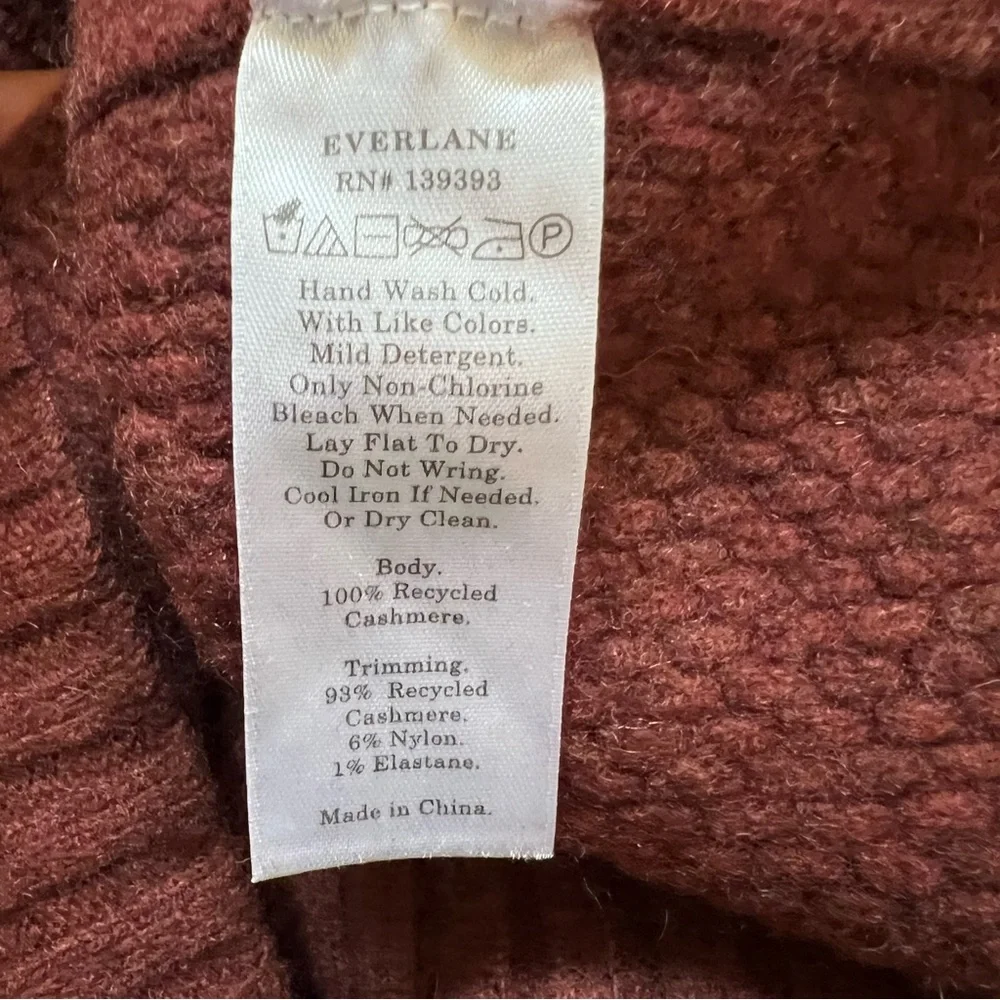 EVERLANE
RN# 139393
P
Hand Wash Cold.
With Like Colors.
Mild Detergent.
Only Non-Chlorine
Bleach When Needed.
Lay Flat To Dry.
Do Not Wring.
Cool Iron If Needed.
Or Dry Clean.
Body.
100% Recycled
Cashmere.
Trimming.
93% Recycled
Cashmere.
6% Nylon.
1% Elastane.
Made in China.